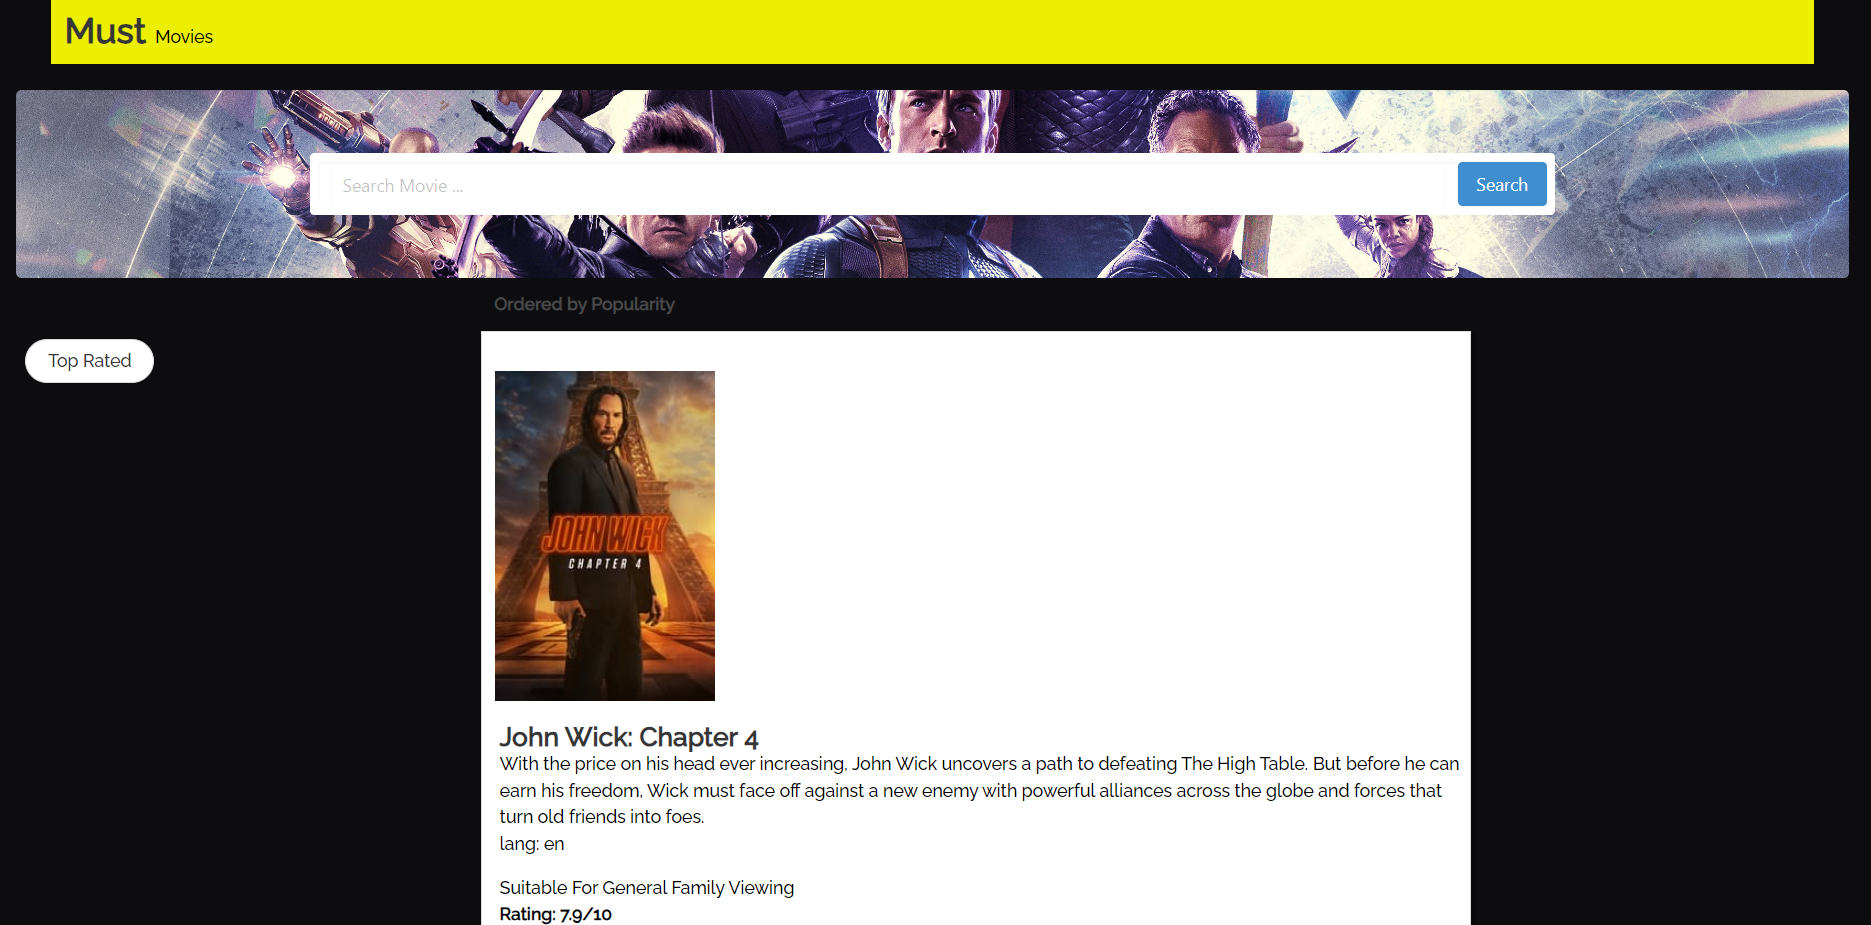 Must Movies
Search Movie ...
Search
Ordered by Popularity
Top Rated
JOHN WICK
CHAPTER 4
John Wick: Chapter 4
With the price on his head ever increasing, John Wick uncovers a path to defeating The High Table. But before he can
earn his freedom, Wick must face off against a new enemy with powerful alliances across the globe and forces that
turn old friends into foes.
lang: en
Suitable For General Family Viewing
Rating: 7.9/10